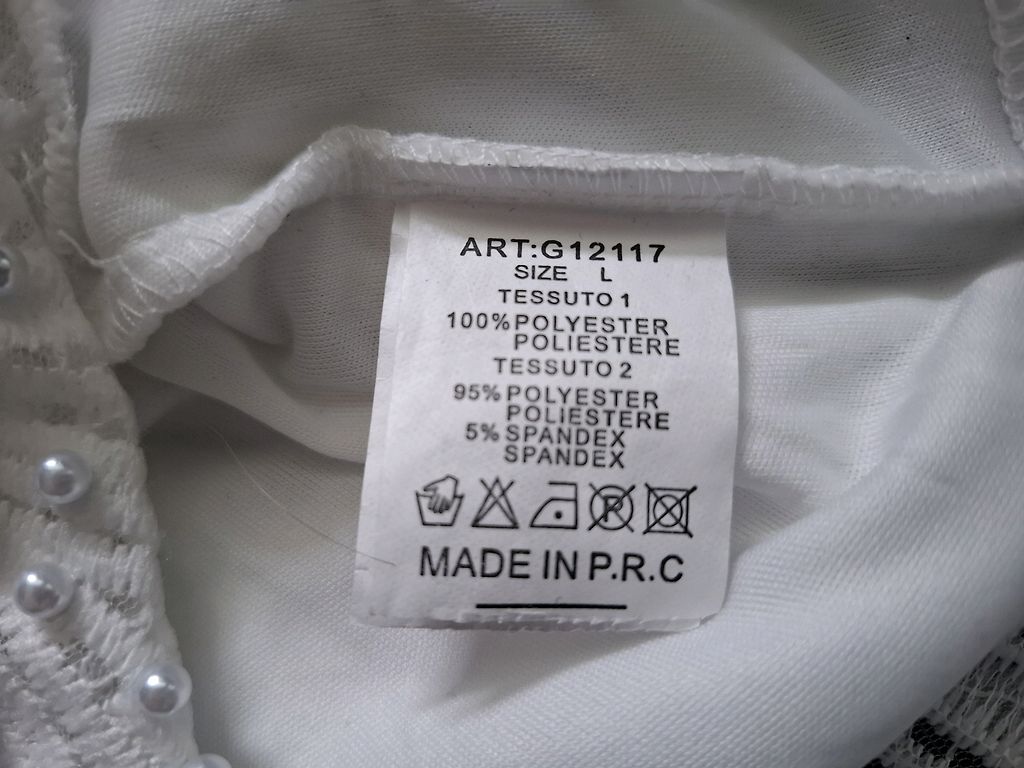 ART:G12117
SIZE L
TESSUTO 1
100% POLYESTER
POLIESTERE
TESSUTO 2
95% POLYESTER
POLIESTERE
5% SPANDEX
SPANDEX
P
MADE IN P.R.C